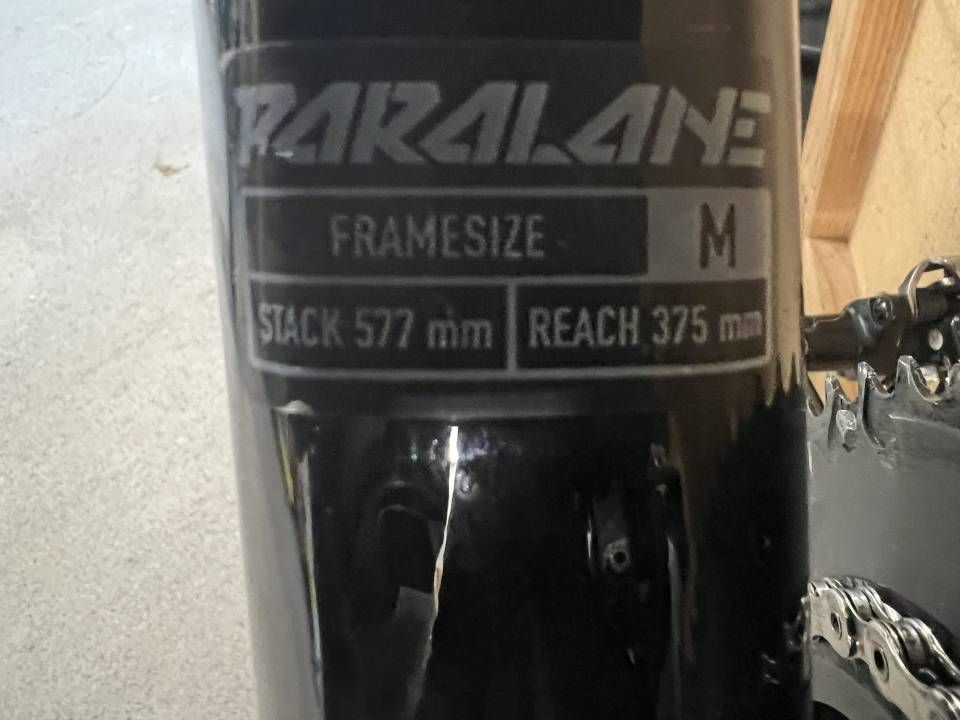 PARALANE
FRAMESIZE M
STACK 577 mm REACH 375 mm